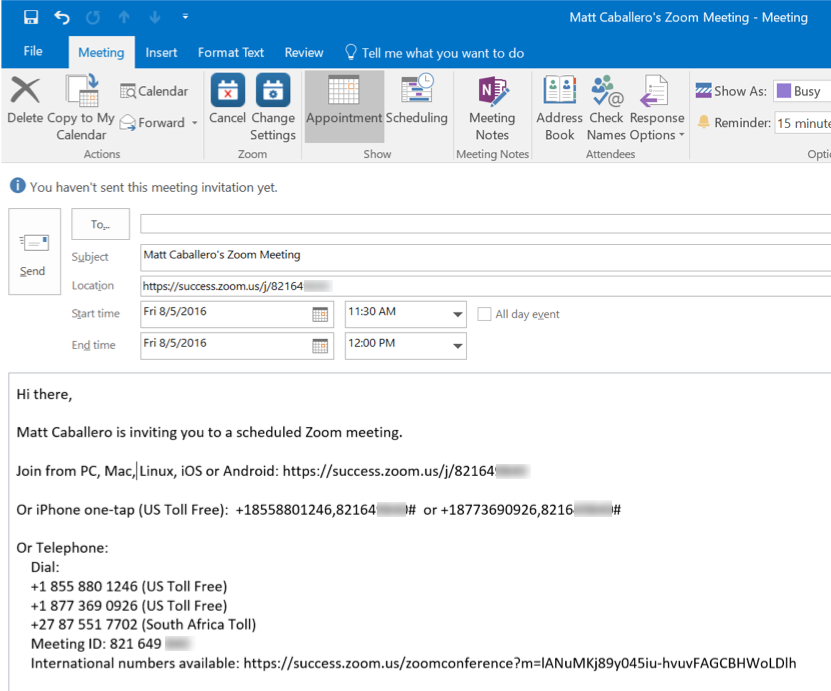 Matt Caballero's Zoom Meeting - Meeting
File Meeting Insert Format Text Review Tell me what you want to do
Delete Copy to My Calendar Calendar Forward Cancel Change Settings Appointment Scheduling Meeting Notes Address Book Check Names Response Options Show As: Busy Reminder: 15
Actions Zoom Show Meeting Notes Attendees
You haven't sent this meeting invitation yet.
Send
To...
Subject Matt Caballero's Zoom Meeting
Location https://success.zoom.us/j/82164
Start time Fri 8/5/2016 11:30 AM All day event
End time Fri 8/5/2016 12:00 PM
Hi there,
Matt Caballero is inviting you to a scheduled Zoom meeting.
Join from PC, Mac, Linux, iOS or Android: https://success.zoom.us/j/82164
Or iPhone one-tap (US Toll Free): +18558801246,82164 # or +18773690926,8216 #
Or Telephone:
Dial:
+1 855 880 1246 (US Toll Free)
+1 877 369 0926 (US Toll Free)
+27 87 551 7702 (South Africa Toll)
Meeting ID: 821 649
International numbers available: https://success.zoom.us/zoomconference?m=lANuMKj89y045iu-hvuvFAGCBHWoLDlh